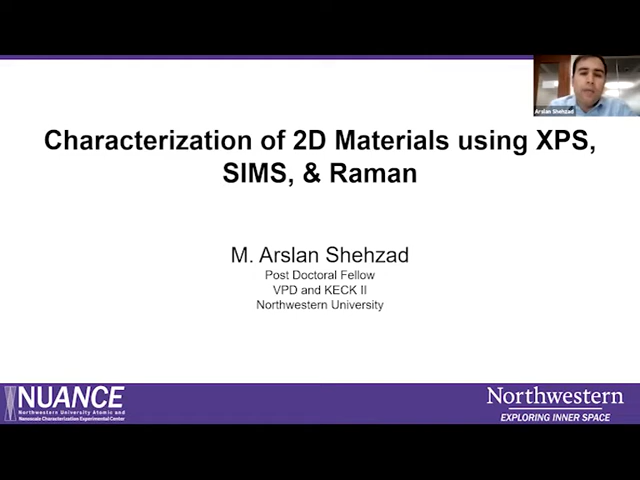 Arslan Shehzad
Characterization of 2D Materials using XPS,
SIMS, & Raman
M. Arslan Shehzad
Post Doctoral Fellow
VPD and KECK II
Northwestern University
NUANCE
Northwestern University Atomic and
Nanoscale Characterization Experimental Center
Northwestern
EXPLORING INNER SPACE